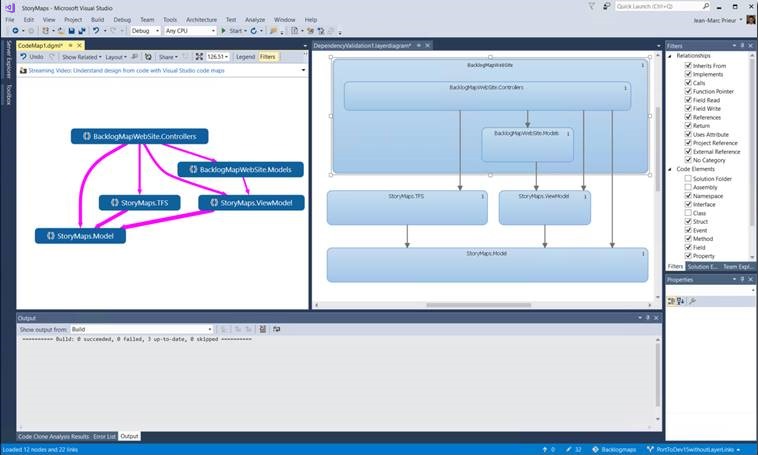 StoryMaps - Microsoft Visual Studio
Quick Launch (Ctrl+Q)
File Edit View Project Build Debug Team Tools Architecture Test Analyze Window Help
Jean-Marc Prieur
Debug Any CPU Start
Server Explorer
Toolbox
CodeMap1.dgml*
Undo Show Related Layout Share 126.51 Legend Filters
Streaming Video: Understand design from code with Visual Studio code maps
BacklogMapWebSite.Controllers
BacklogMapWebSite.Models
StoryMaps.TFS
StoryMaps.ViewModel
StoryMaps.Model
DependencyValidation1.layerdiagram*
BacklogMapWebSite 1
BacklogMapWebSite.Controllers 1
BacklogMapWebSite.Models 1
StoryMaps.TFS 1
StoryMaps.ViewModel 1
StoryMaps.Model 1
Filters
Relationships
Inherits From
Implements
Calls
Function Pointer
Field Read
Field Write
References
Return
Uses Attribute
Project Reference
External Reference
No Category
Code Elements
Solution Folder
Assembly
Namespace
Interface
Class
Struct
Event
Method
Field
Property
Filters Solution E... Team Expl...
Properties
Output
Show output from: Build
========== Build: 0 succeeded, 0 failed, 3 up-to-date, 0 skipped ==========
Code Clone Analysis Results Error List Output
Loaded 12 nodes and 22 links
0 32 Backlogmaps PortToDev15withoutLayerLinks